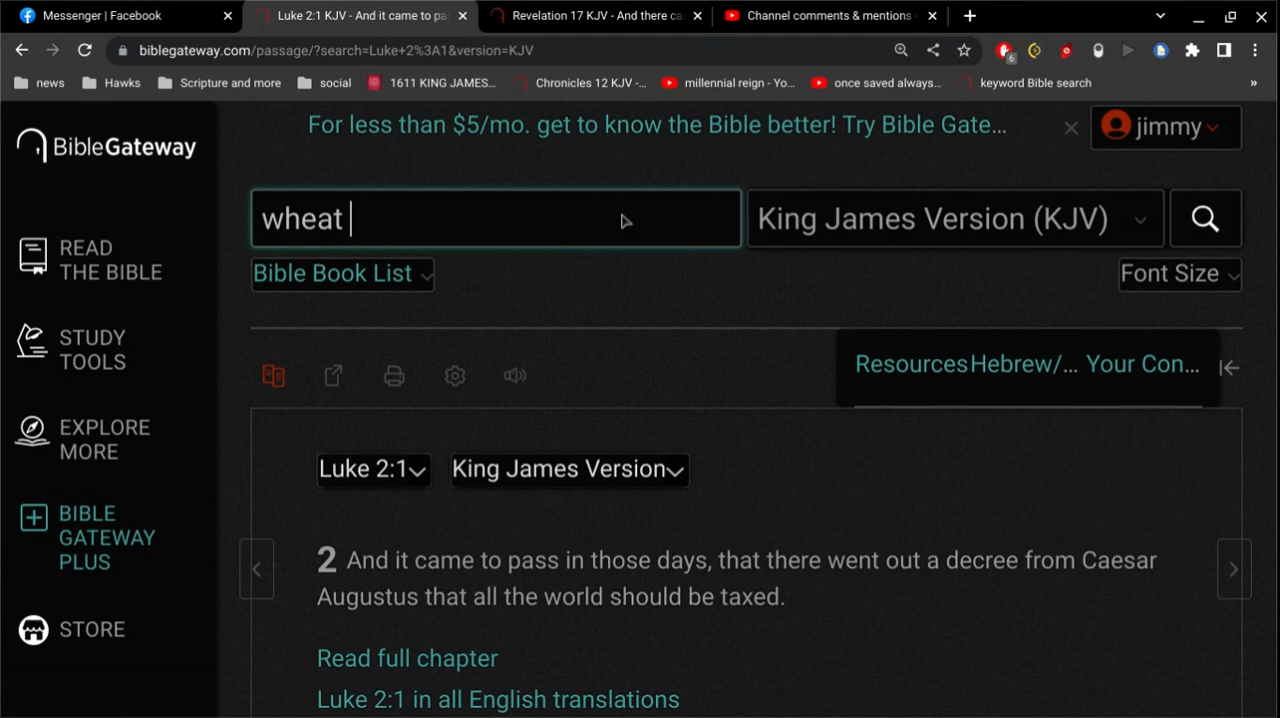 Messenger | Facebook
Luke 2:1 KJV - And it came to pa
Revelation 17 KJV - And there ca
Channel comments & mentions -
biblegateway.com/passage/?search=Luke+2%3A1&version=KJV
6
news
Hawks
Scripture and more
social
1611 KING JAMES...
Chronicles 12 KJV -...
millennial reign - Yo...
once saved always...
keyword Bible search
»
BibleGateway
For less than $5/mo. get to know the Bible better! Try Bible Gate...
jimmy
wheat
King James Version (KJV)
Bible Book List
Font Size
READ
THE BIBLE
STUDY
TOOLS
EXPLORE
MORE
BIBLE
GATEWAY
PLUS
STORE
Resources Hebrew/... Your Con...
Luke 2:1
King James Version
2 And it came to pass in those days, that there went out a decree from Caesar
Augustus that all the world should be taxed.
Read full chapter
Luke 2:1 in all English translations